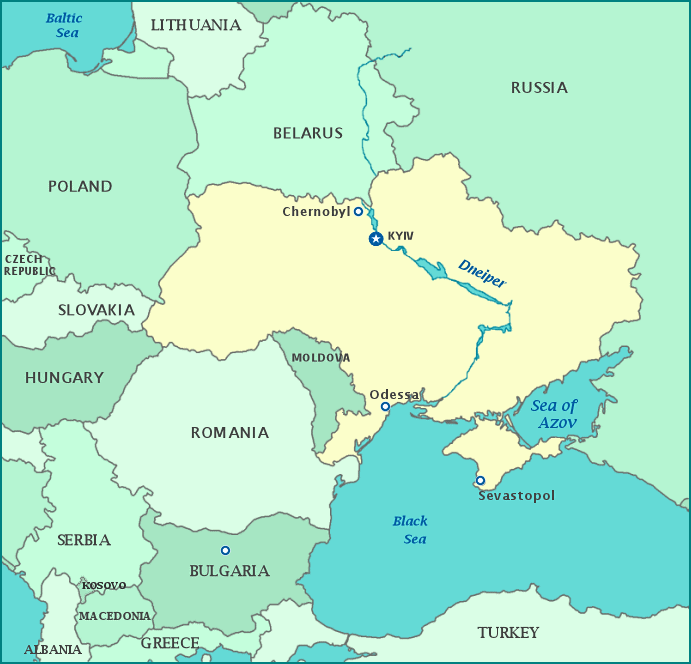 Baltic
Sea
LITHUANIA
RUSSIA
BELARUS
POLAND
Chernobyl
KYIV
CZECH
REPUBLIC
Dneiper
SLOVAKIA
MOLDOVA
HUNGARY
Odessa
Sea of
Azov
ROMANIA
Sevastopol
Black
Sea
SERBIA
BULGARIA
KOSOVO
MACEDONIA
TURKEY
GREECE
ALBANIA